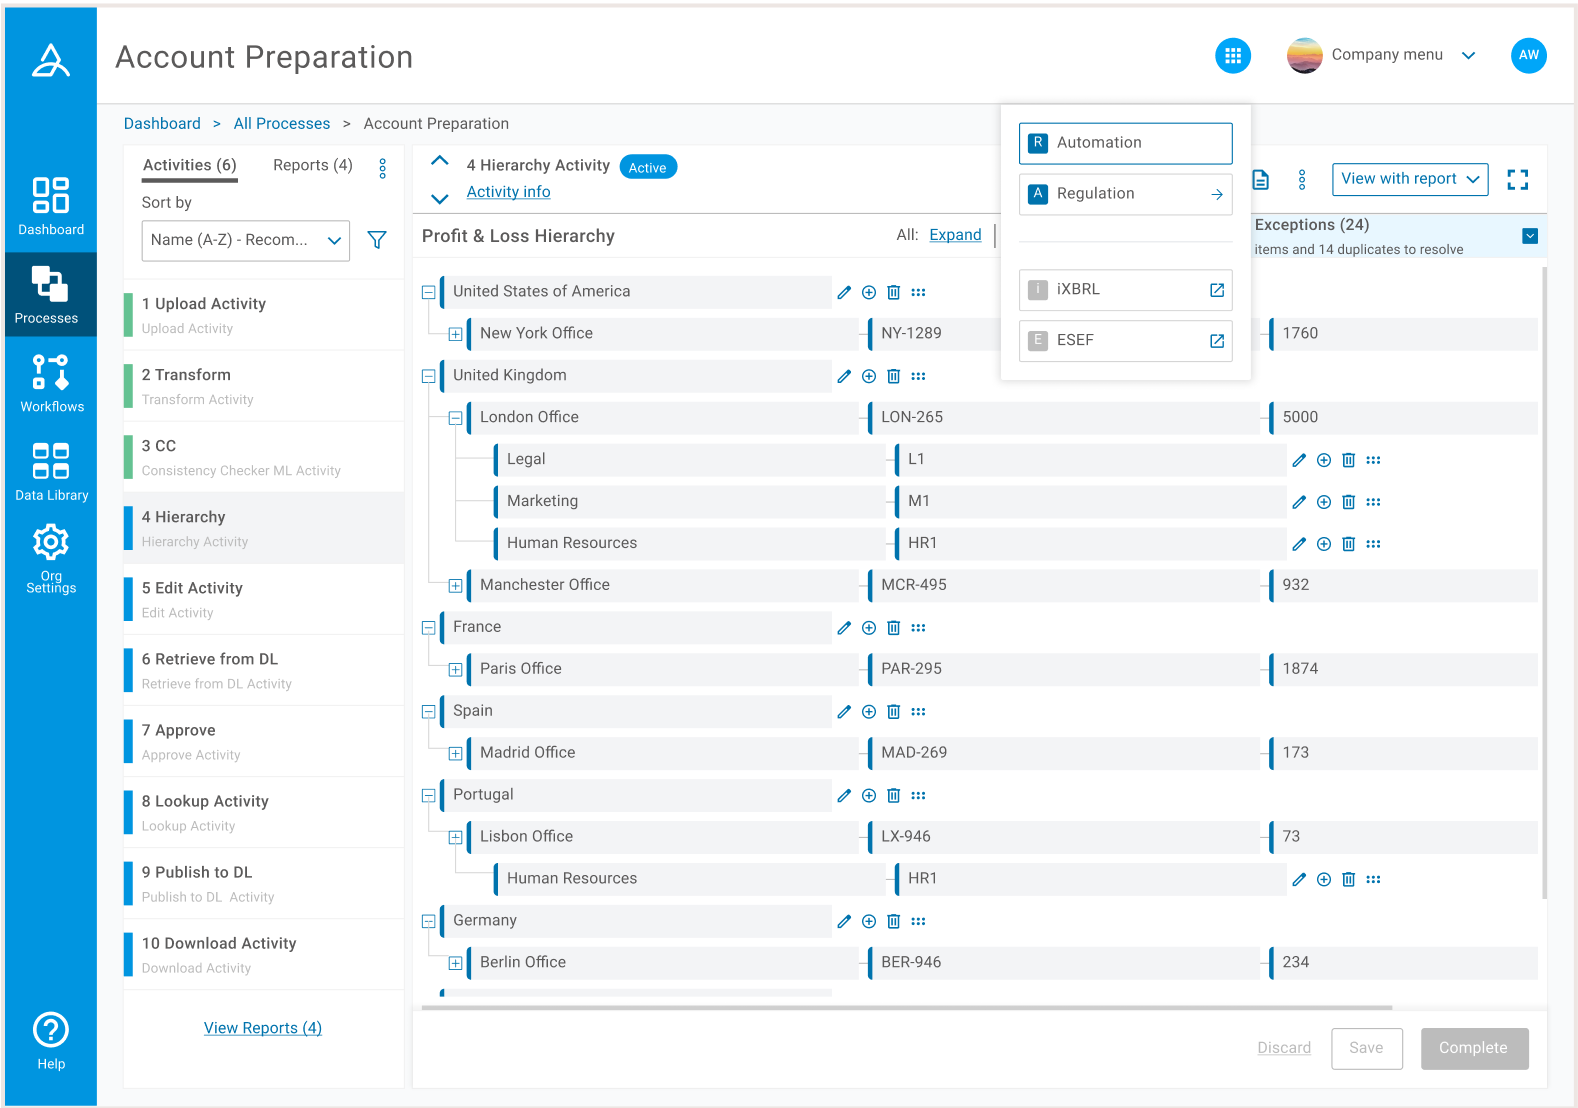 Account Preparation
Company menu
AW
Dashboard > All Processes > Account Preparation
Dashboard
Processes
Workflows
Data Library
Org
Settings
Help
Activities (6)
Reports (4)
Sort by
Name (A-Z) - Recom...
1 Upload Activity
Upload Activity
2 Transform
Transform Activity
3 CC
Consistency Checker ML Activity
4 Hierarchy
Hierarchy Activity
5 Edit Activity
Edit Activity
6 Retrieve from DL
Retrieve from DL Activity
7 Approve
Approve Activity
8 Lookup Activity
Lookup Activity
9 Publish to DL
Publish to DL Activity
10 Download Activity
Download Activity
View Reports (4)
4 Hierarchy Activity
Active
Activity info
View with report
Profit & Loss Hierarchy
All: Expand
Exceptions (24)
items and 14 duplicates to resolve
R Automation
A Regulation
i iXBRL
E ESEF
United States of America
New York Office NY-1289 1760
United Kingdom
London Office LON-265 5000
Legal L1
Marketing M1
Human Resources HR1
Manchester Office MCR-495 932
France
Paris Office PAR-295 1874
Spain
Madrid Office MAD-269 173
Portugal
Lisbon Office LX-946 73
Human Resources HR1
Germany
Berlin Office BER-946 234
Discard
Save
Complete